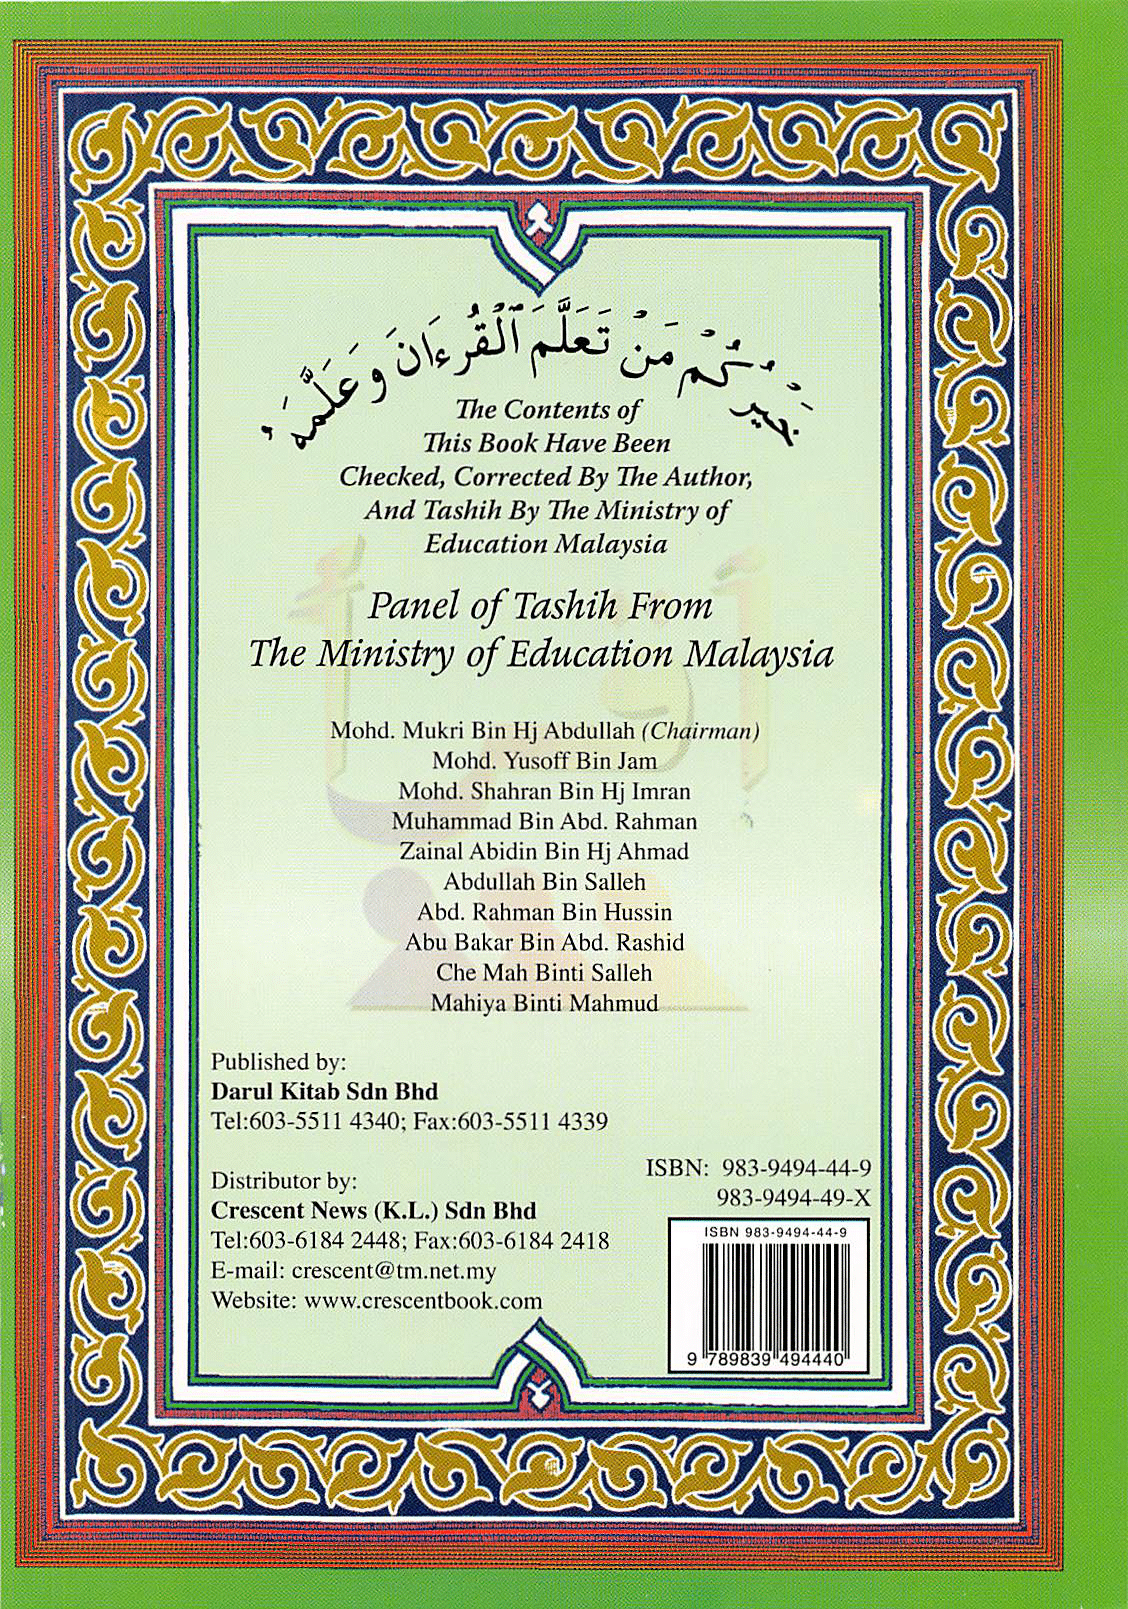 خَيْرُكُمْ مَنْ تَعَلَّمَ ٱلْقُرْءَانَ وَعَلَّمَهُ
The Contents of
This Book Have Been
Checked, Corrected By The Author,
And Tashih By The Ministry of
Education Malaysia
Panel of Tashih From
The Ministry of Education Malaysia
Mohd. Mukri Bin Hj Abdullah (Chairman)
Mohd. Yusoff Bin Jam
Mohd. Shahran Bin Hj Imran
Muhammad Bin Abd. Rahman
Zainal Abidin Bin Hj Ahmad
Abdullah Bin Salleh
Abd. Rahman Bin Hussin
Abu Bakar Bin Abd. Rashid
Che Mah Binti Salleh
Mahiya Binti Mahmud
Published by:
Darul Kitab Sdn Bhd
Tel:603-5511 4340; Fax:603-5511 4339
Distributor by:
Crescent News (K.L.) Sdn Bhd
Tel:603-6184 2448; Fax:603-6184 2418
E-mail: crescent@tm.net.my
Website: www.crescentbook.com
ISBN: 983-9494-44-9
983-9494-49-X
ISBN 983-9494-44-9
9 789839 494440